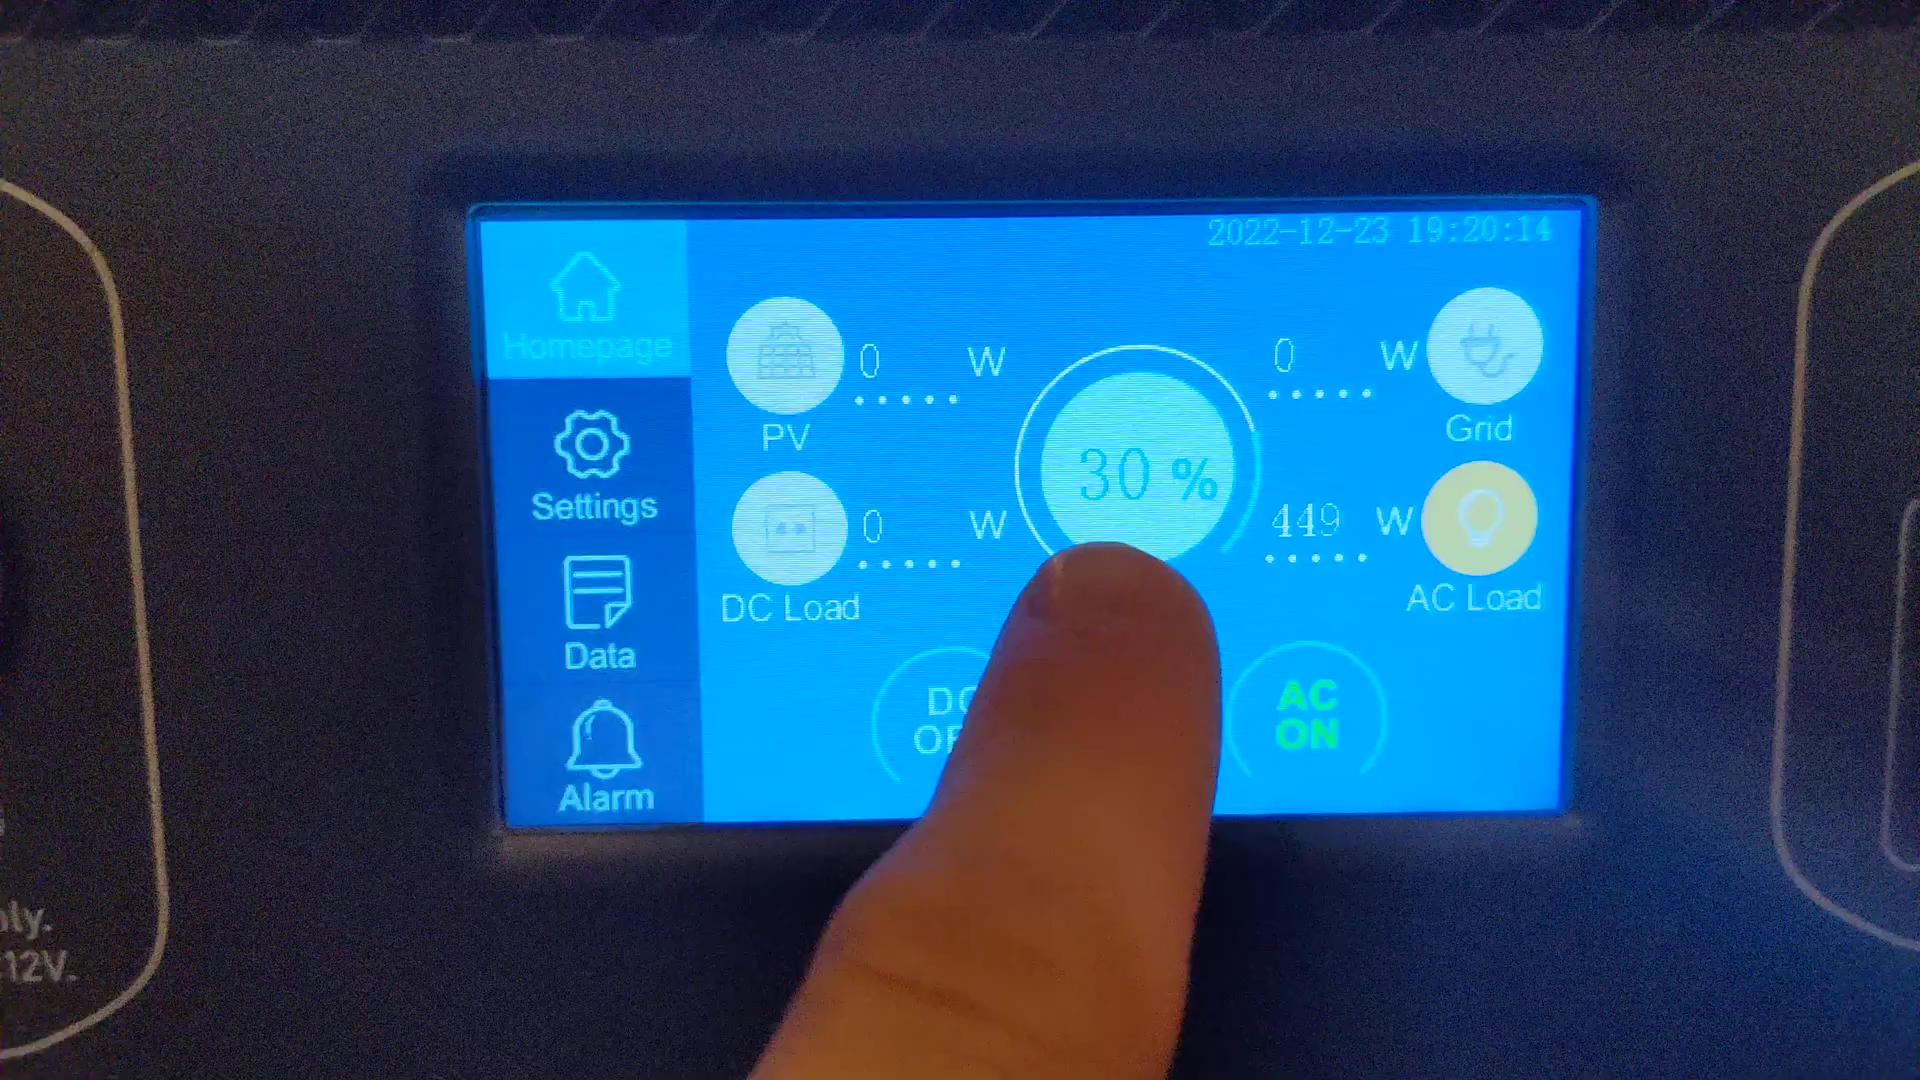 2022-12-23 19:20:14
Homepage
Settings
Data
Alarm
0 W
PV
0 W
DC Load
30 %
0 W
Grid
449 W
AC Load
DC
AC
ON
12V.